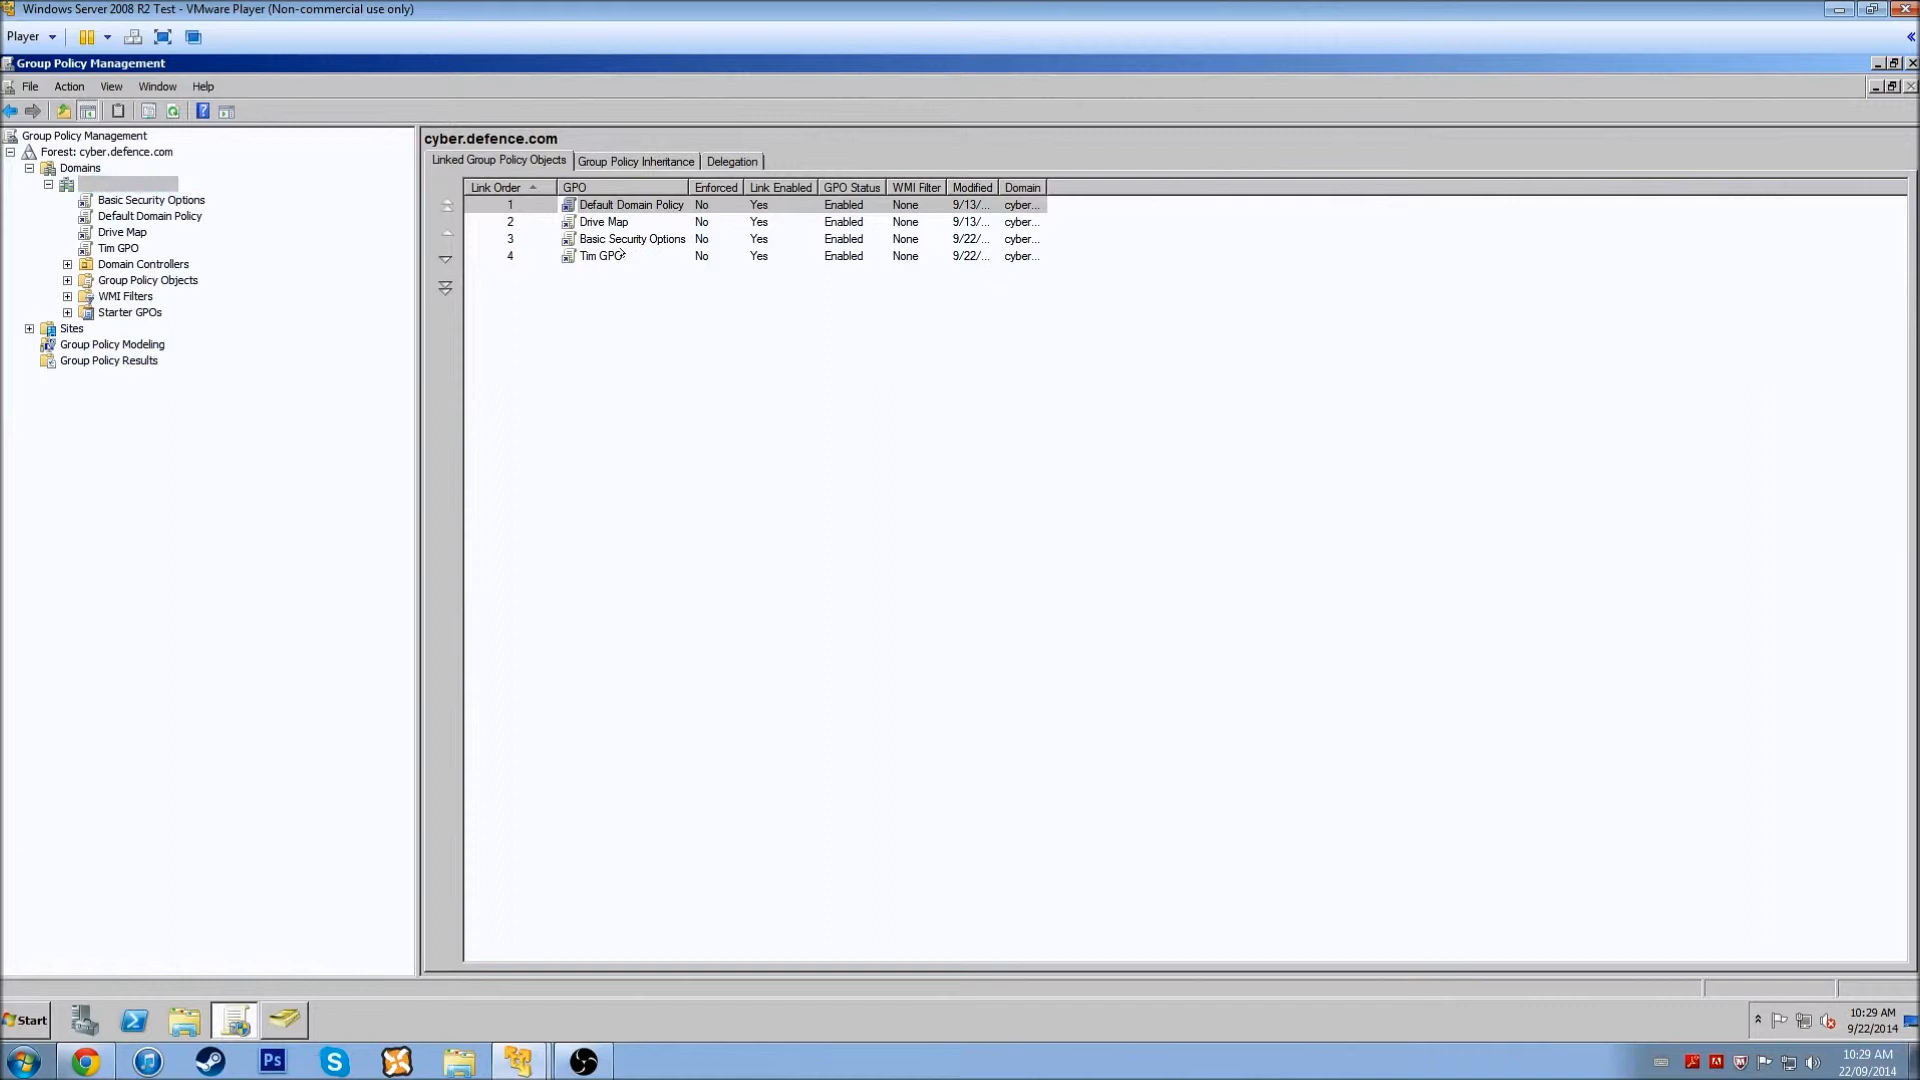 Windows Server 2008 R2 Test - VMware Player (Non-commercial use only)
Player
Group Policy Management
File Action View Window Help
Group Policy Management
Forest: cyber.defence.com
Domains
Basic Security Options
Default Domain Policy
Drive Map
Tim GPO
Domain Controllers
Group Policy Objects
WMI Filters
Starter GPOs
Sites
Group Policy Modeling
Group Policy Results
cyber.defence.com
Linked Group Policy Objects Group Policy Inheritance Delegation
Link Order GPO Enforced Link Enabled GPO Status WMI Filter Modified Domain
1 Default Domain Policy No Yes Enabled None 9/13/... cyber...
2 Drive Map No Yes Enabled None 9/13/... cyber...
3 Basic Security Options No Yes Enabled None 9/22/... cyber...
4 Tim GPO No Yes Enabled None 9/22/... cyber...
Start
10:29 AM
9/22/2014
Ps
10:29 AM
22/09/2014